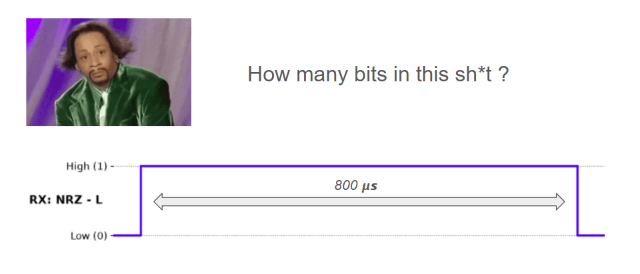 How many bits in this sh*t ?
High (1)
800 μs
RX: NRZ - L
Low (0)